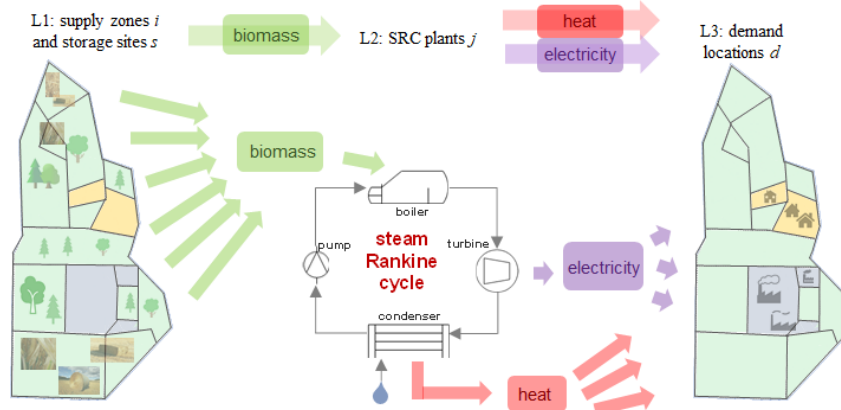 L1: supply zones i
and storage sites s
biomass
L2: SRC plants j
heat
electricity
L3: demand
locations d
biomass
boiler
pump
steam
Rankine
cycle
turbine
electricity
condenser
heat